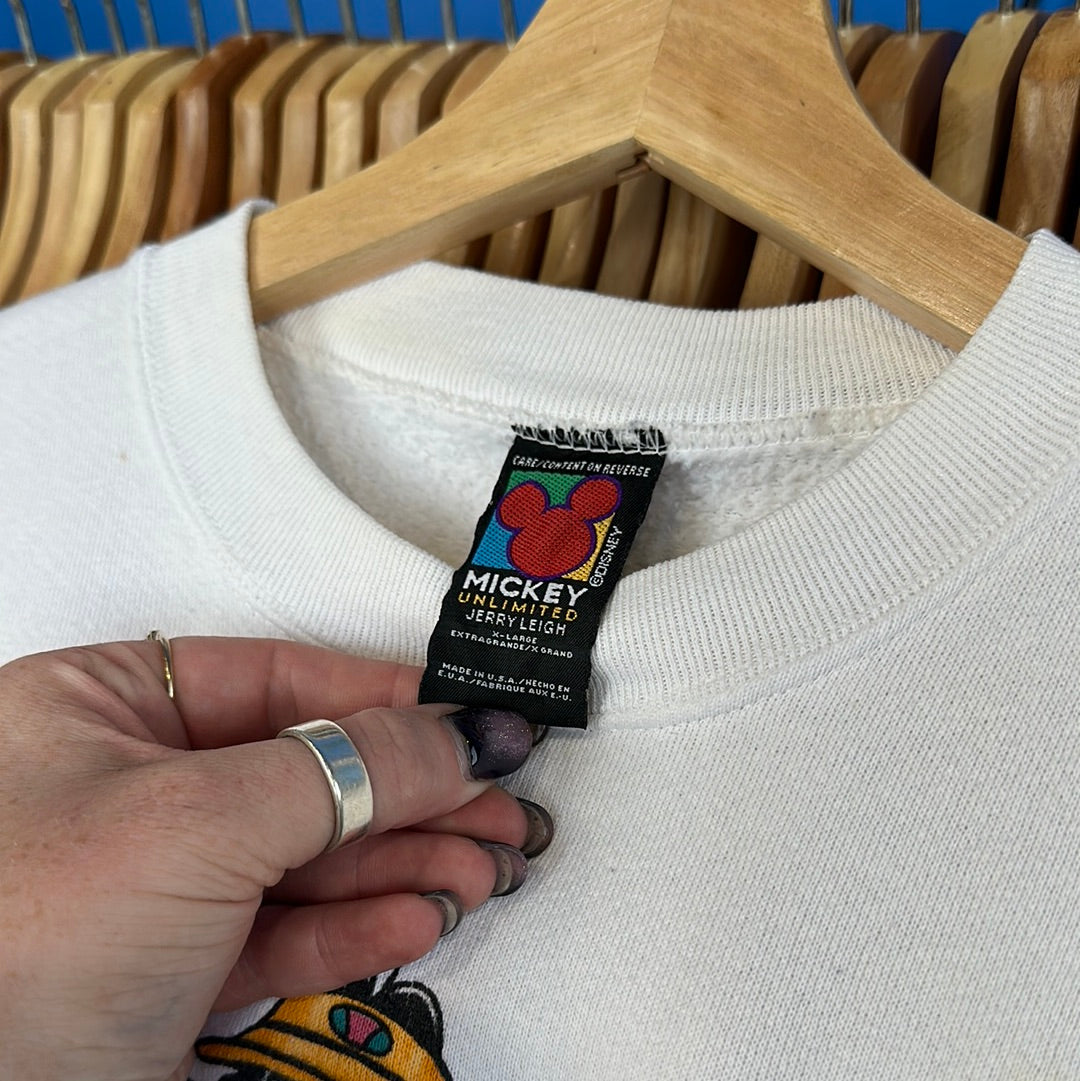 CARE/CONTENT ON REVERSE
©DISNEY
MICKEY
UNLIMITED
JERRY LEIGH
X-LARGE
EXTRAGRANDE/X GRAND
MADE IN U.S.A./HECHO EN
E.U.A./FABRIQUE AUX E.-U.